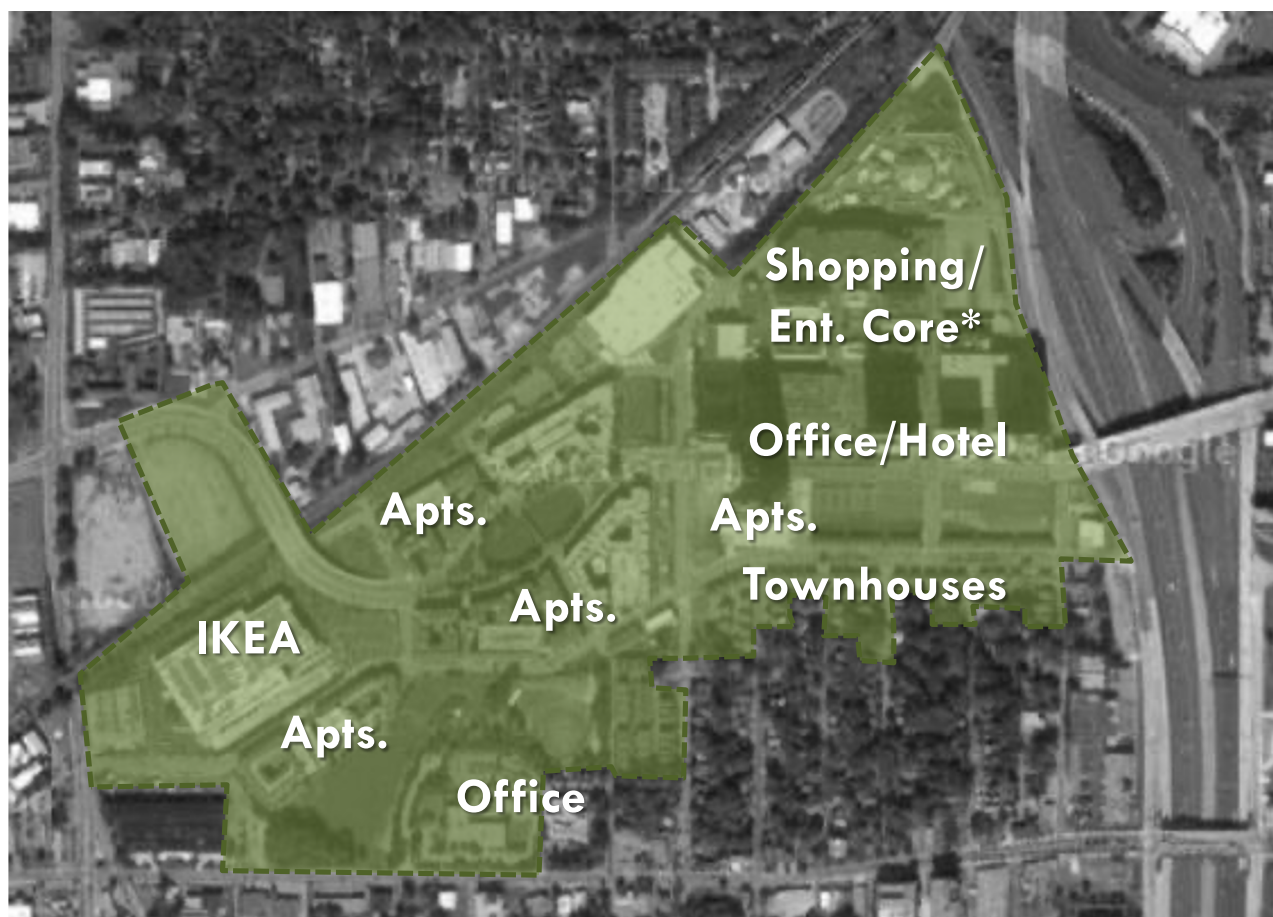 Shopping/
Ent. Core*
Office/Hotel
Apts.
Apts.
Townhouses
Apts.
IKEA
Apts.
Office